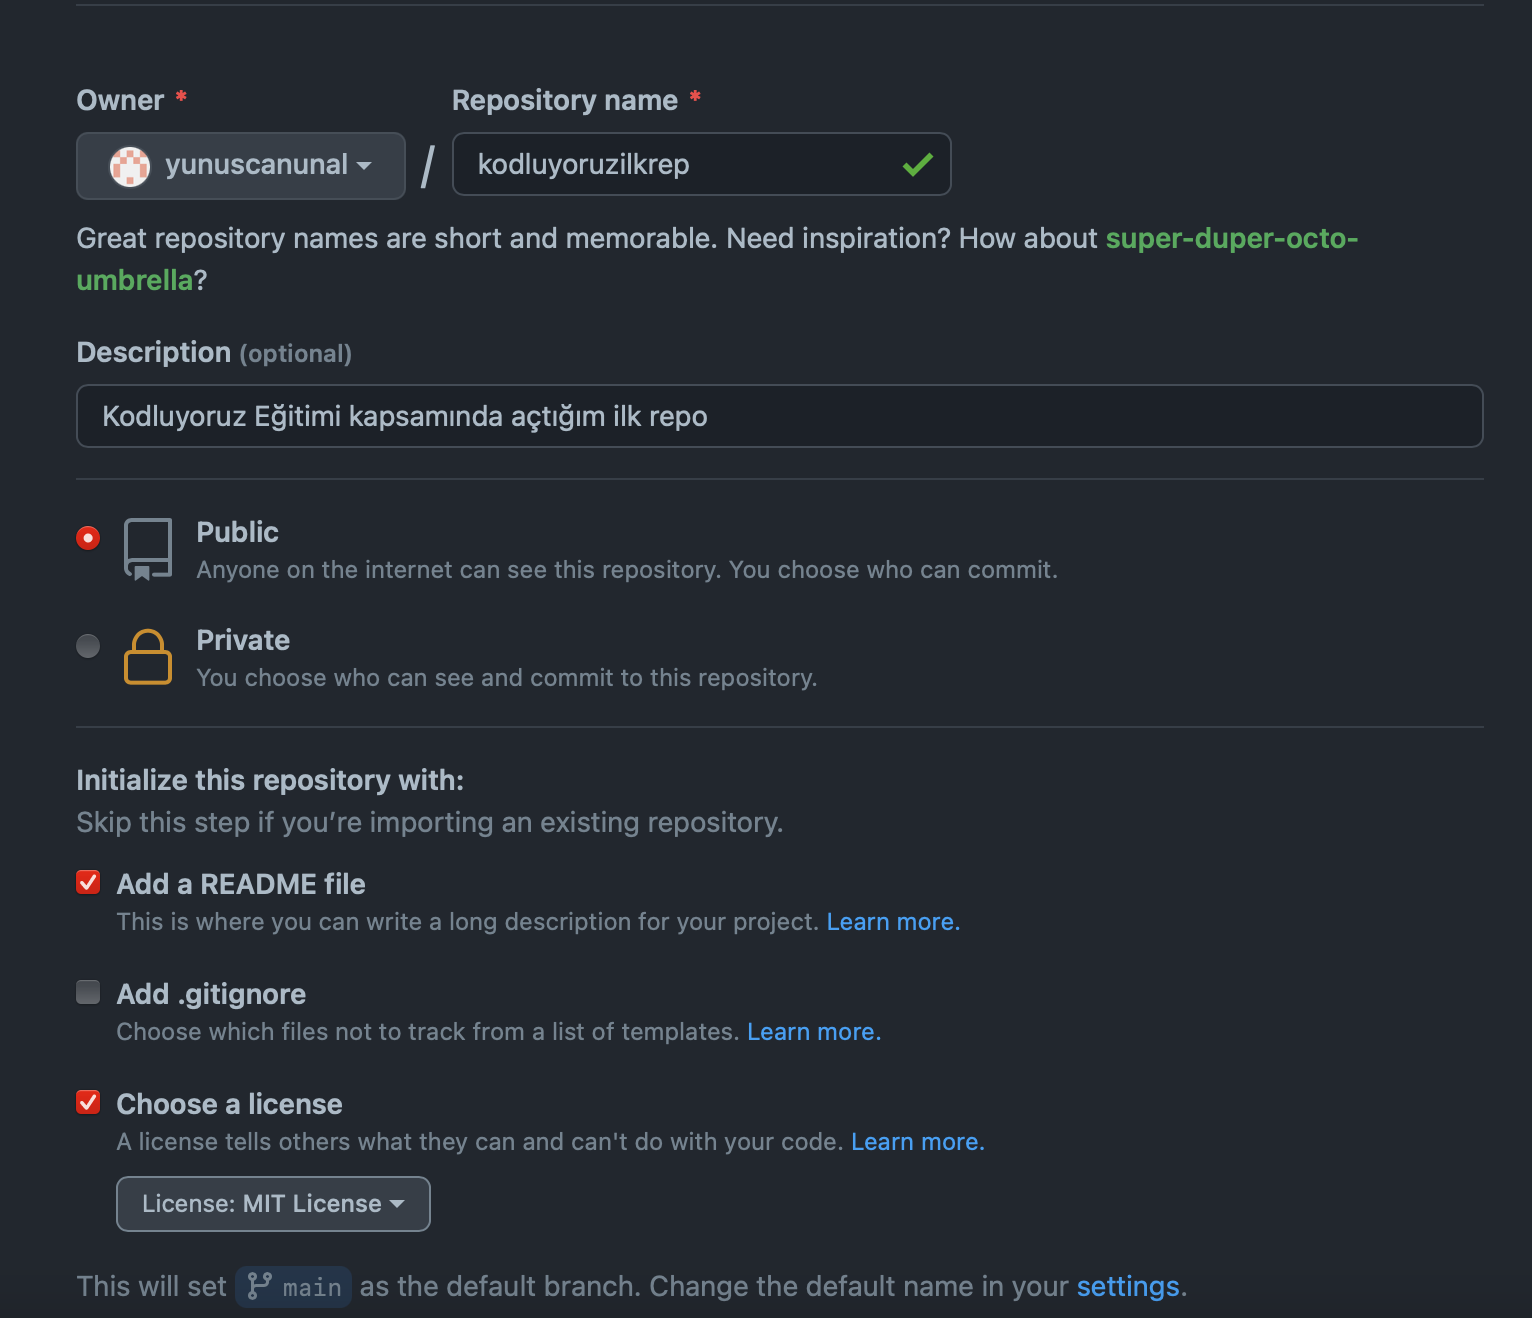 Owner * Repository name *
yunuscanunal / kodluyoruzilkrep
Great repository names are short and memorable. Need inspiration? How about super-duper-octo-
umbrella?
Description (optional)
Kodluyoruz Eğitimi kapsamında açtığım ilk repo
Public
Anyone on the internet can see this repository. You choose who can commit.
Private
You choose who can see and commit to this repository.
Initialize this repository with:
Skip this step if you’re importing an existing repository.
Add a README file
This is where you can write a long description for your project. Learn more.
Add .gitignore
Choose which files not to track from a list of templates. Learn more.
Choose a license
A license tells others what they can and can't do with your code. Learn more.
License: MIT License
This will set main as the default branch. Change the default name in your settings.